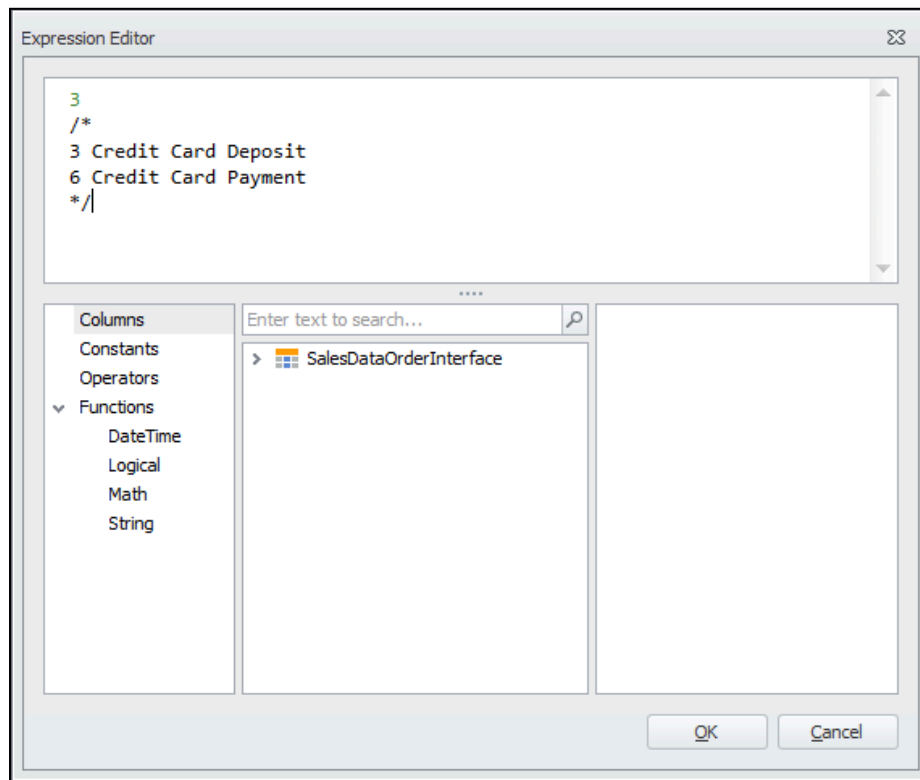 Expression Editor
3
/*
3 Credit Card Deposit
6 Credit Card Payment
*/
Columns
Constants
Operators
Functions
DateTime
Logical
Math
String
Enter text to search...
SalesDataOrderInterface
OK
Cancel